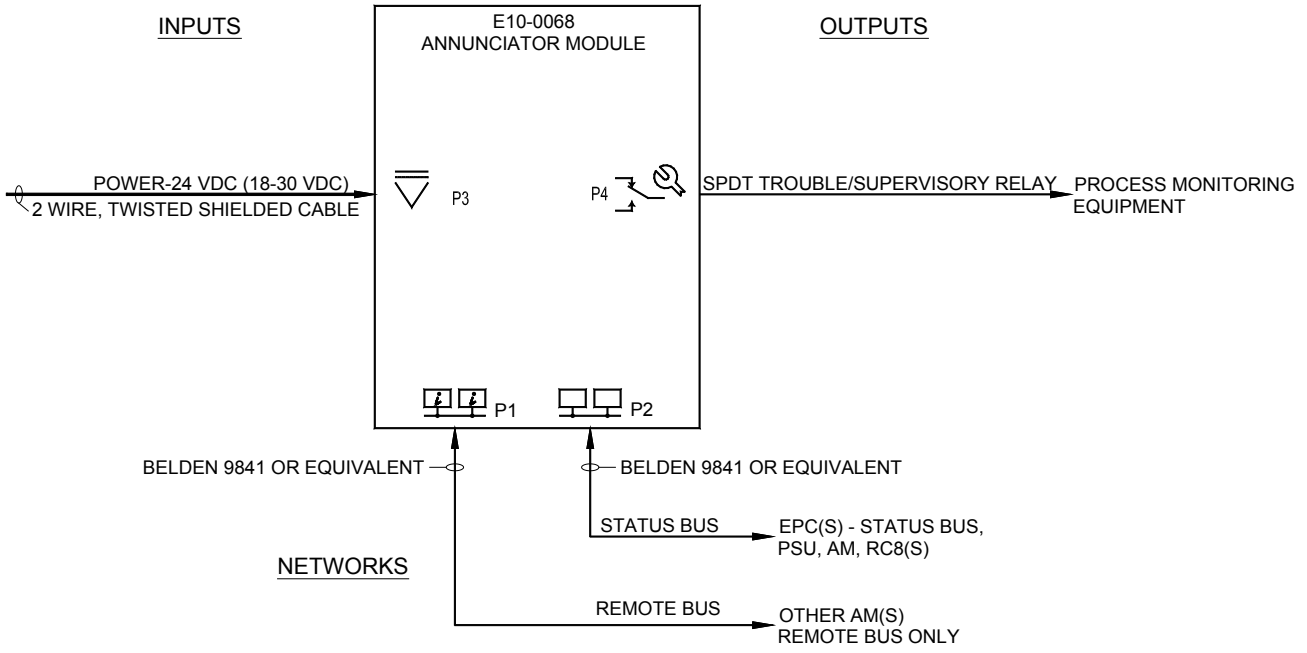 INPUTS
E10-0068
ANNUNCIATOR MODULE
OUTPUTS
POWER-24 VDC (18-30 VDC)
2 WIRE, TWISTED SHIELDED CABLE
P3
P4
SPDT TROUBLE/SUPERVISORY RELAY
PROCESS MONITORING
EQUIPMENT
i i P1
P2
BELDEN 9841 OR EQUIVALENT
BELDEN 9841 OR EQUIVALENT
STATUS BUS
EPC(S) - STATUS BUS,
PSU, AM, RC8(S)
NETWORKS
REMOTE BUS
OTHER AM(S)
REMOTE BUS ONLY